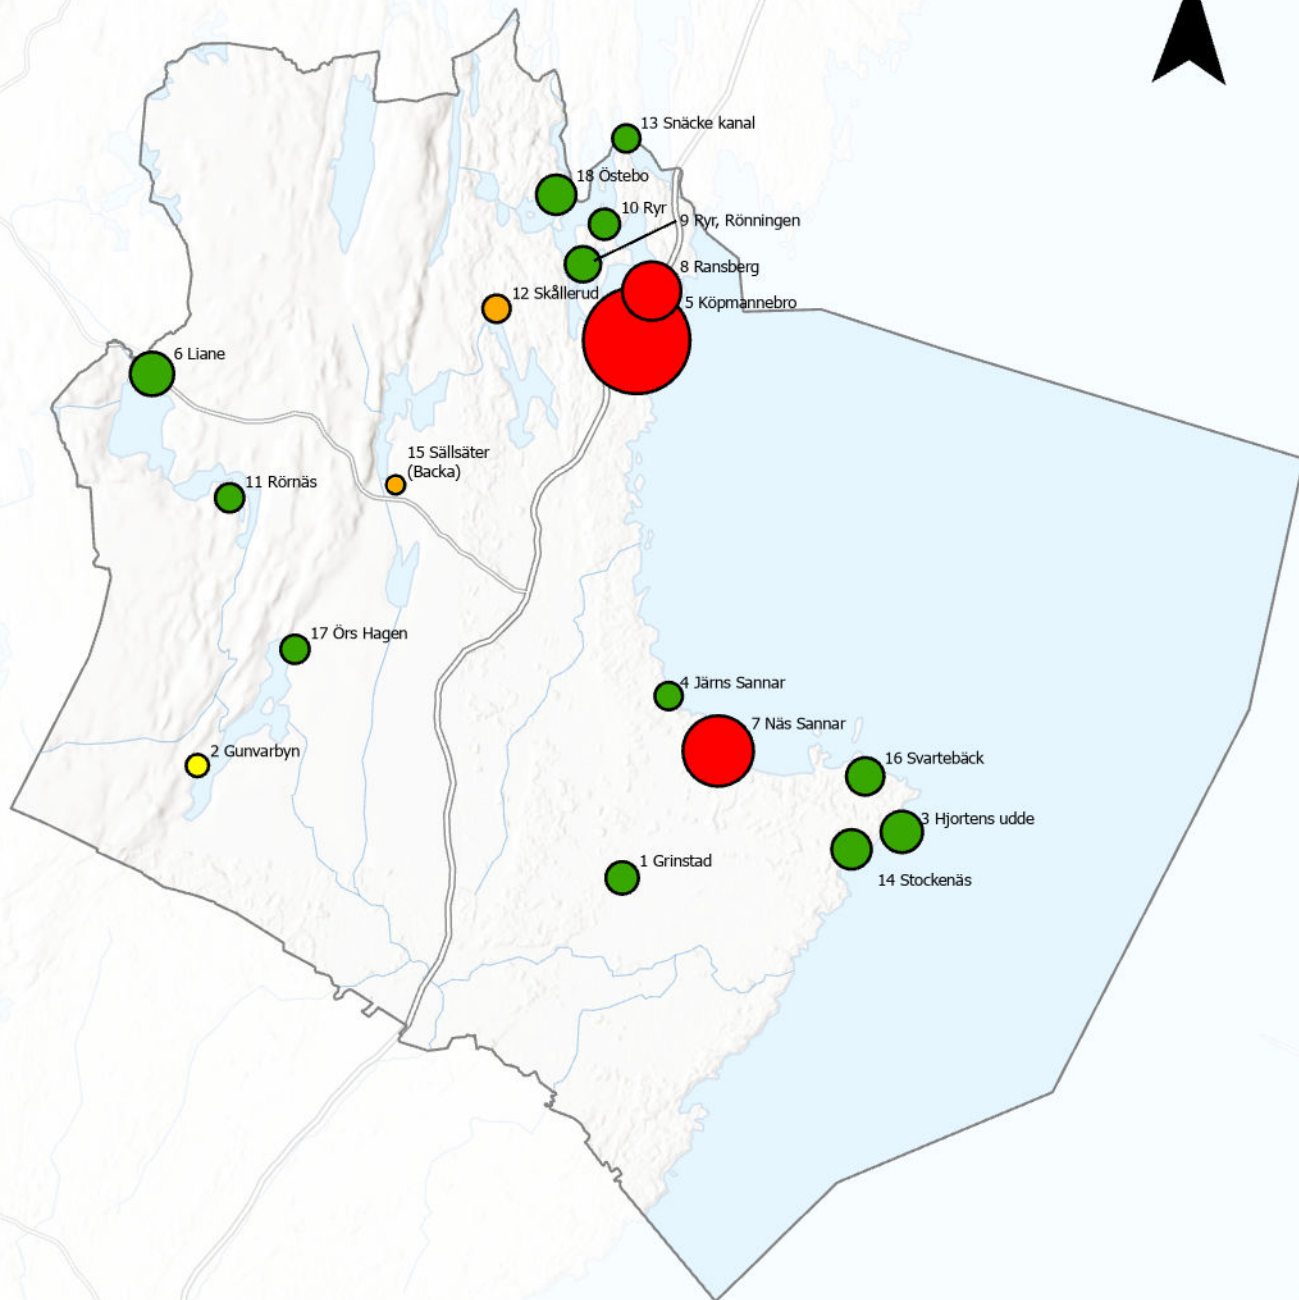 13 Snäcke kanal
18 Östebo
10 Ryr
9 Ryr, Rönningen
8 Ransberg
12 Skållerud
5 Köpmannebro
6 Liane
15 Sällsäter
(Backa)
11 Rörnäs
17 Örs Hagen
4 Järns Sannar
7 Näs Sannar
2 Gunvarbyn
16 Svartebäck
3 Hjortens udde
1 Grinstad
14 Stockenäs